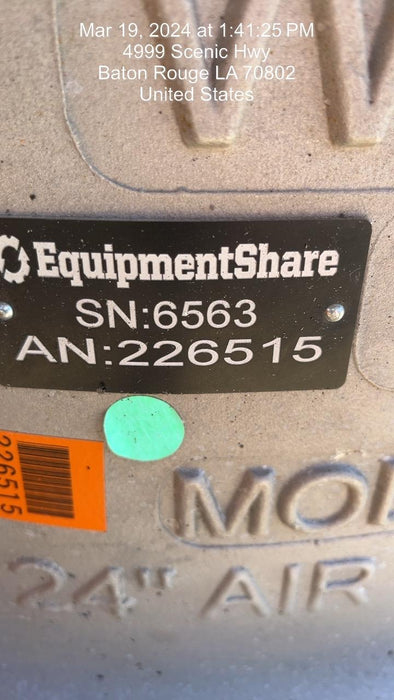 Mar 19, 2024 at 1:41:25 PM
4999 Scenic Hwy
Baton Rouge LA 70802
United States
W
EquipmentShare
SN:6563
AN:226515
226515
MOD
24" AIR